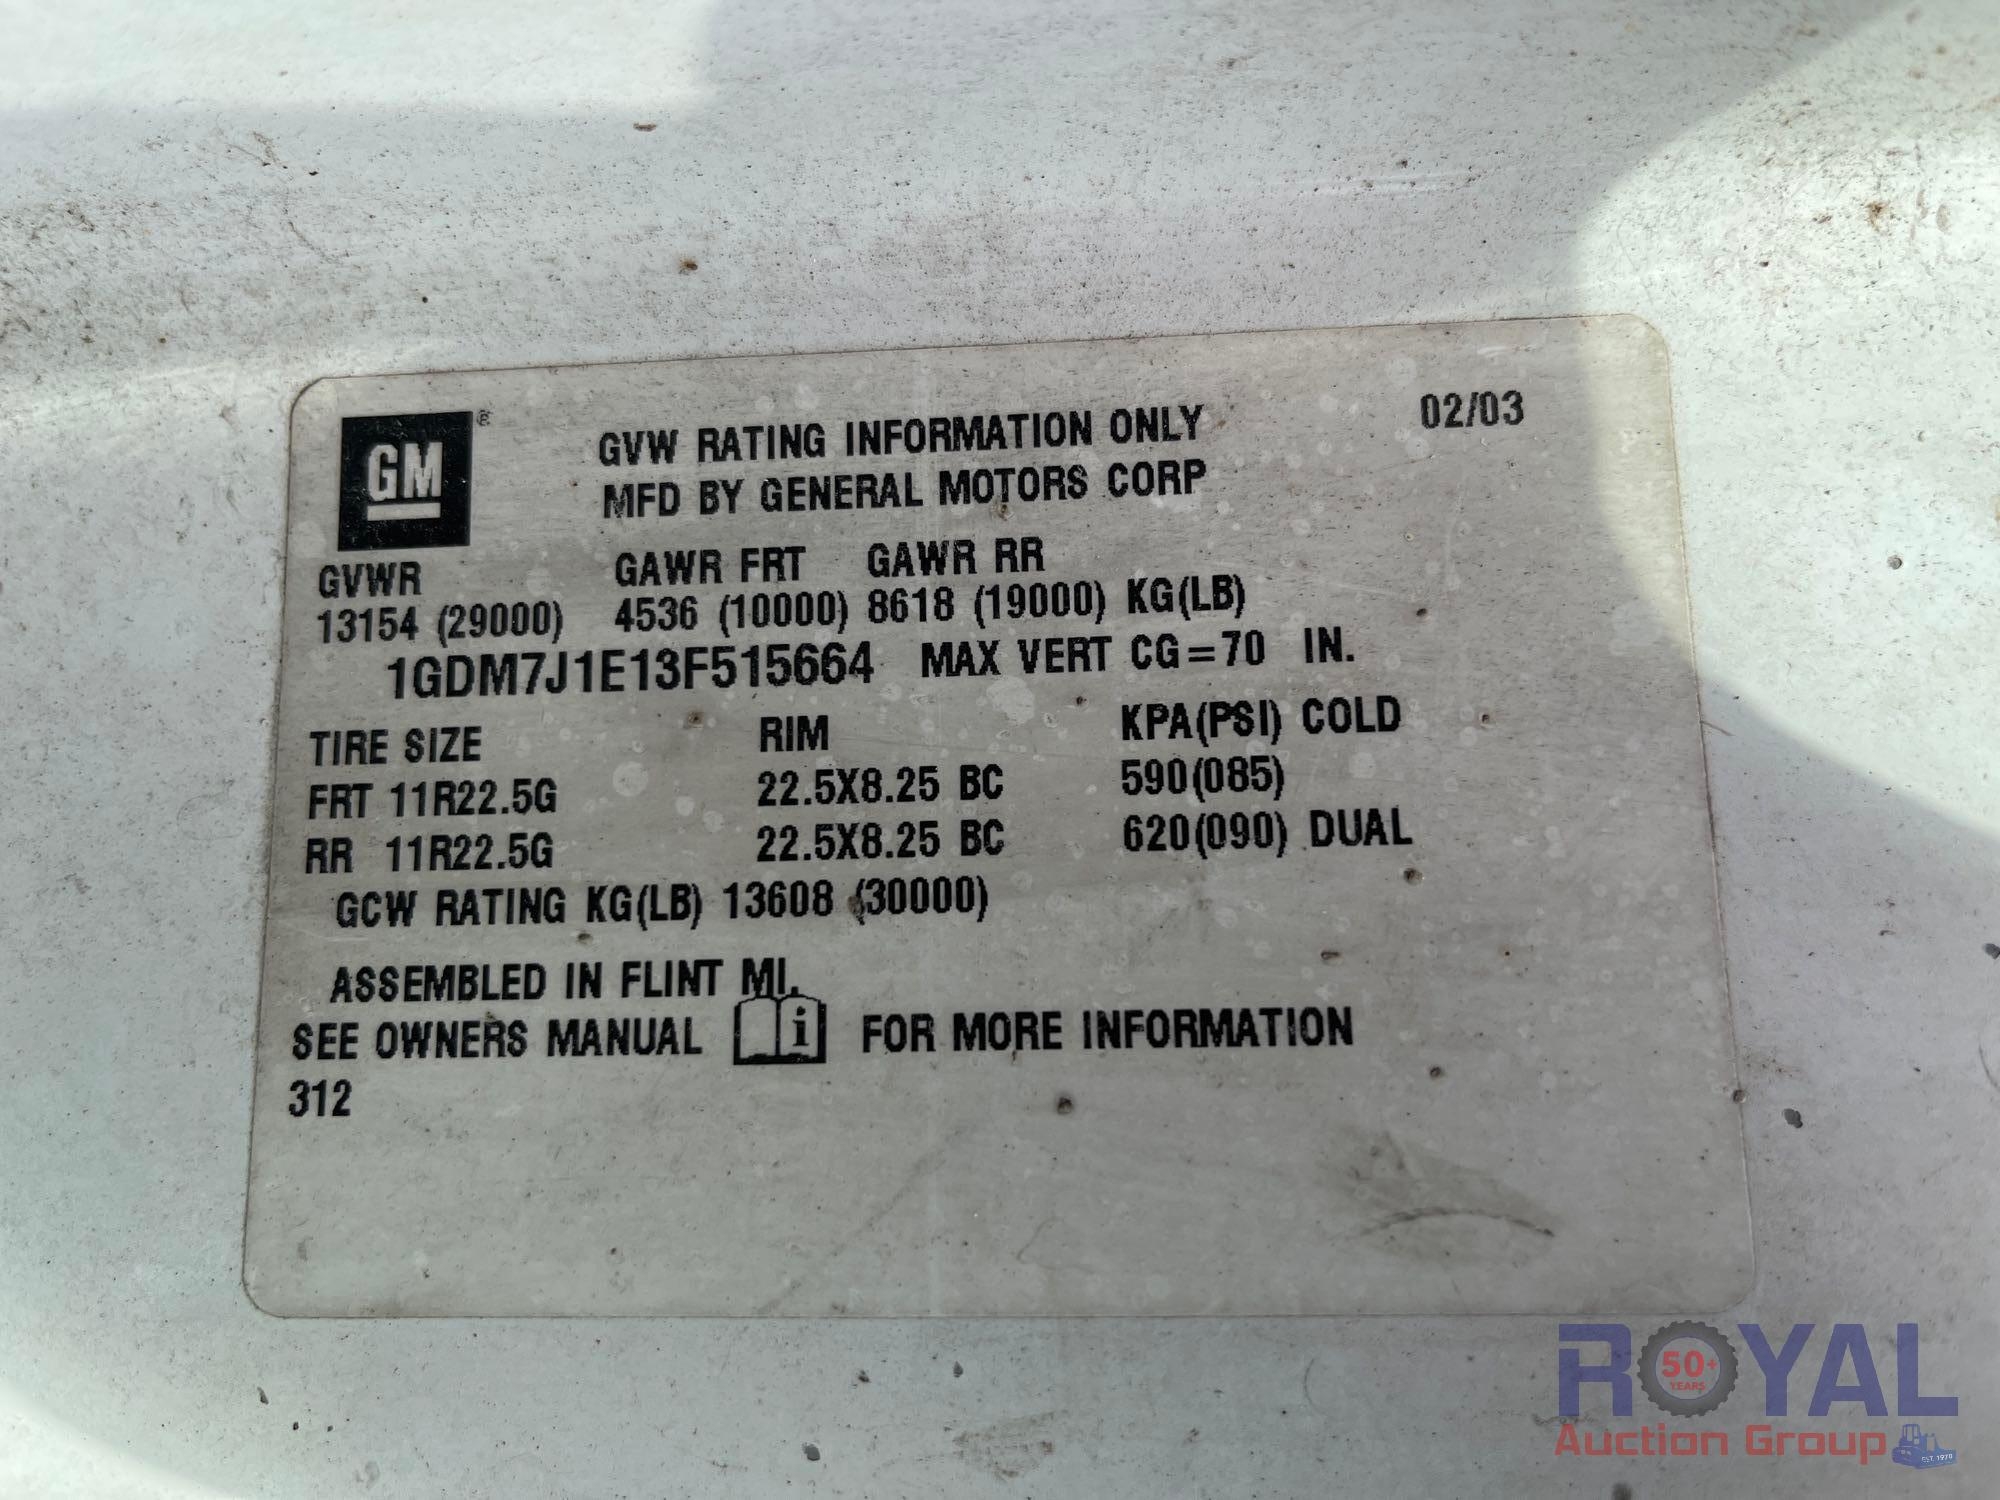 GM ®
GVW RATING INFORMATION ONLY 02/03
MFD BY GENERAL MOTORS CORP
GVWR GAWR FRT GAWR RR
13154 (29000) 4536 (10000) 8618 (19000) KG(LB)
1GDM7J1E13F515664 MAX VERT CG=70 IN.
TIRE SIZE RIM KPA(PSI) COLD
FRT 11R22.5G 22.5X8.25 BC 590(085)
RR 11R22.5G 22.5X8.25 BC 620(090) DUAL
GCW RATING KG(LB) 13608 (30000)
ASSEMBLED IN FLINT MI.
SEE OWNERS MANUAL i FOR MORE INFORMATION
312
ROYAL
50+
YEARS
Auction Group
EST. 1970